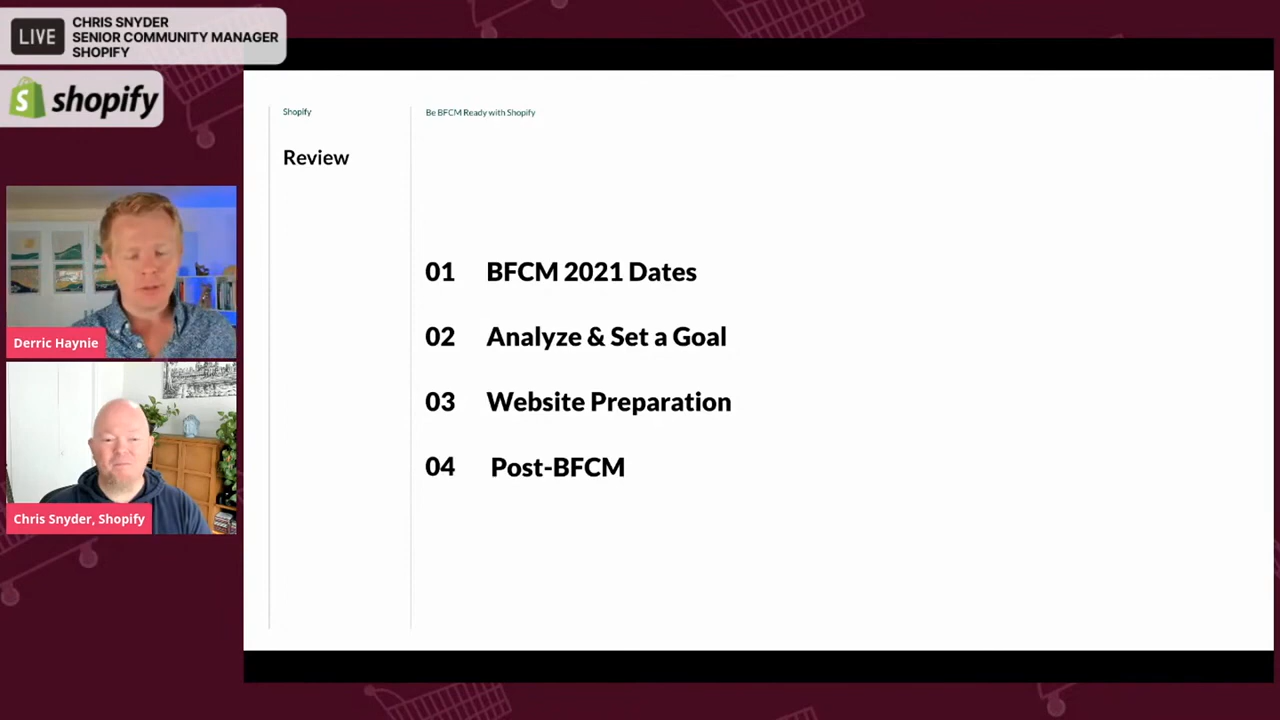 LIVE
CHRIS SNYDER
SENIOR COMMUNITY MANAGER
SHOPIFY
shopify
Derric Haynie
Chris Snyder, Shopify
Shopify
Be BFCM Ready with Shopify
Review
01 BFCM 2021 Dates
02 Analyze & Set a Goal
03 Website Preparation
04 Post-BFCM